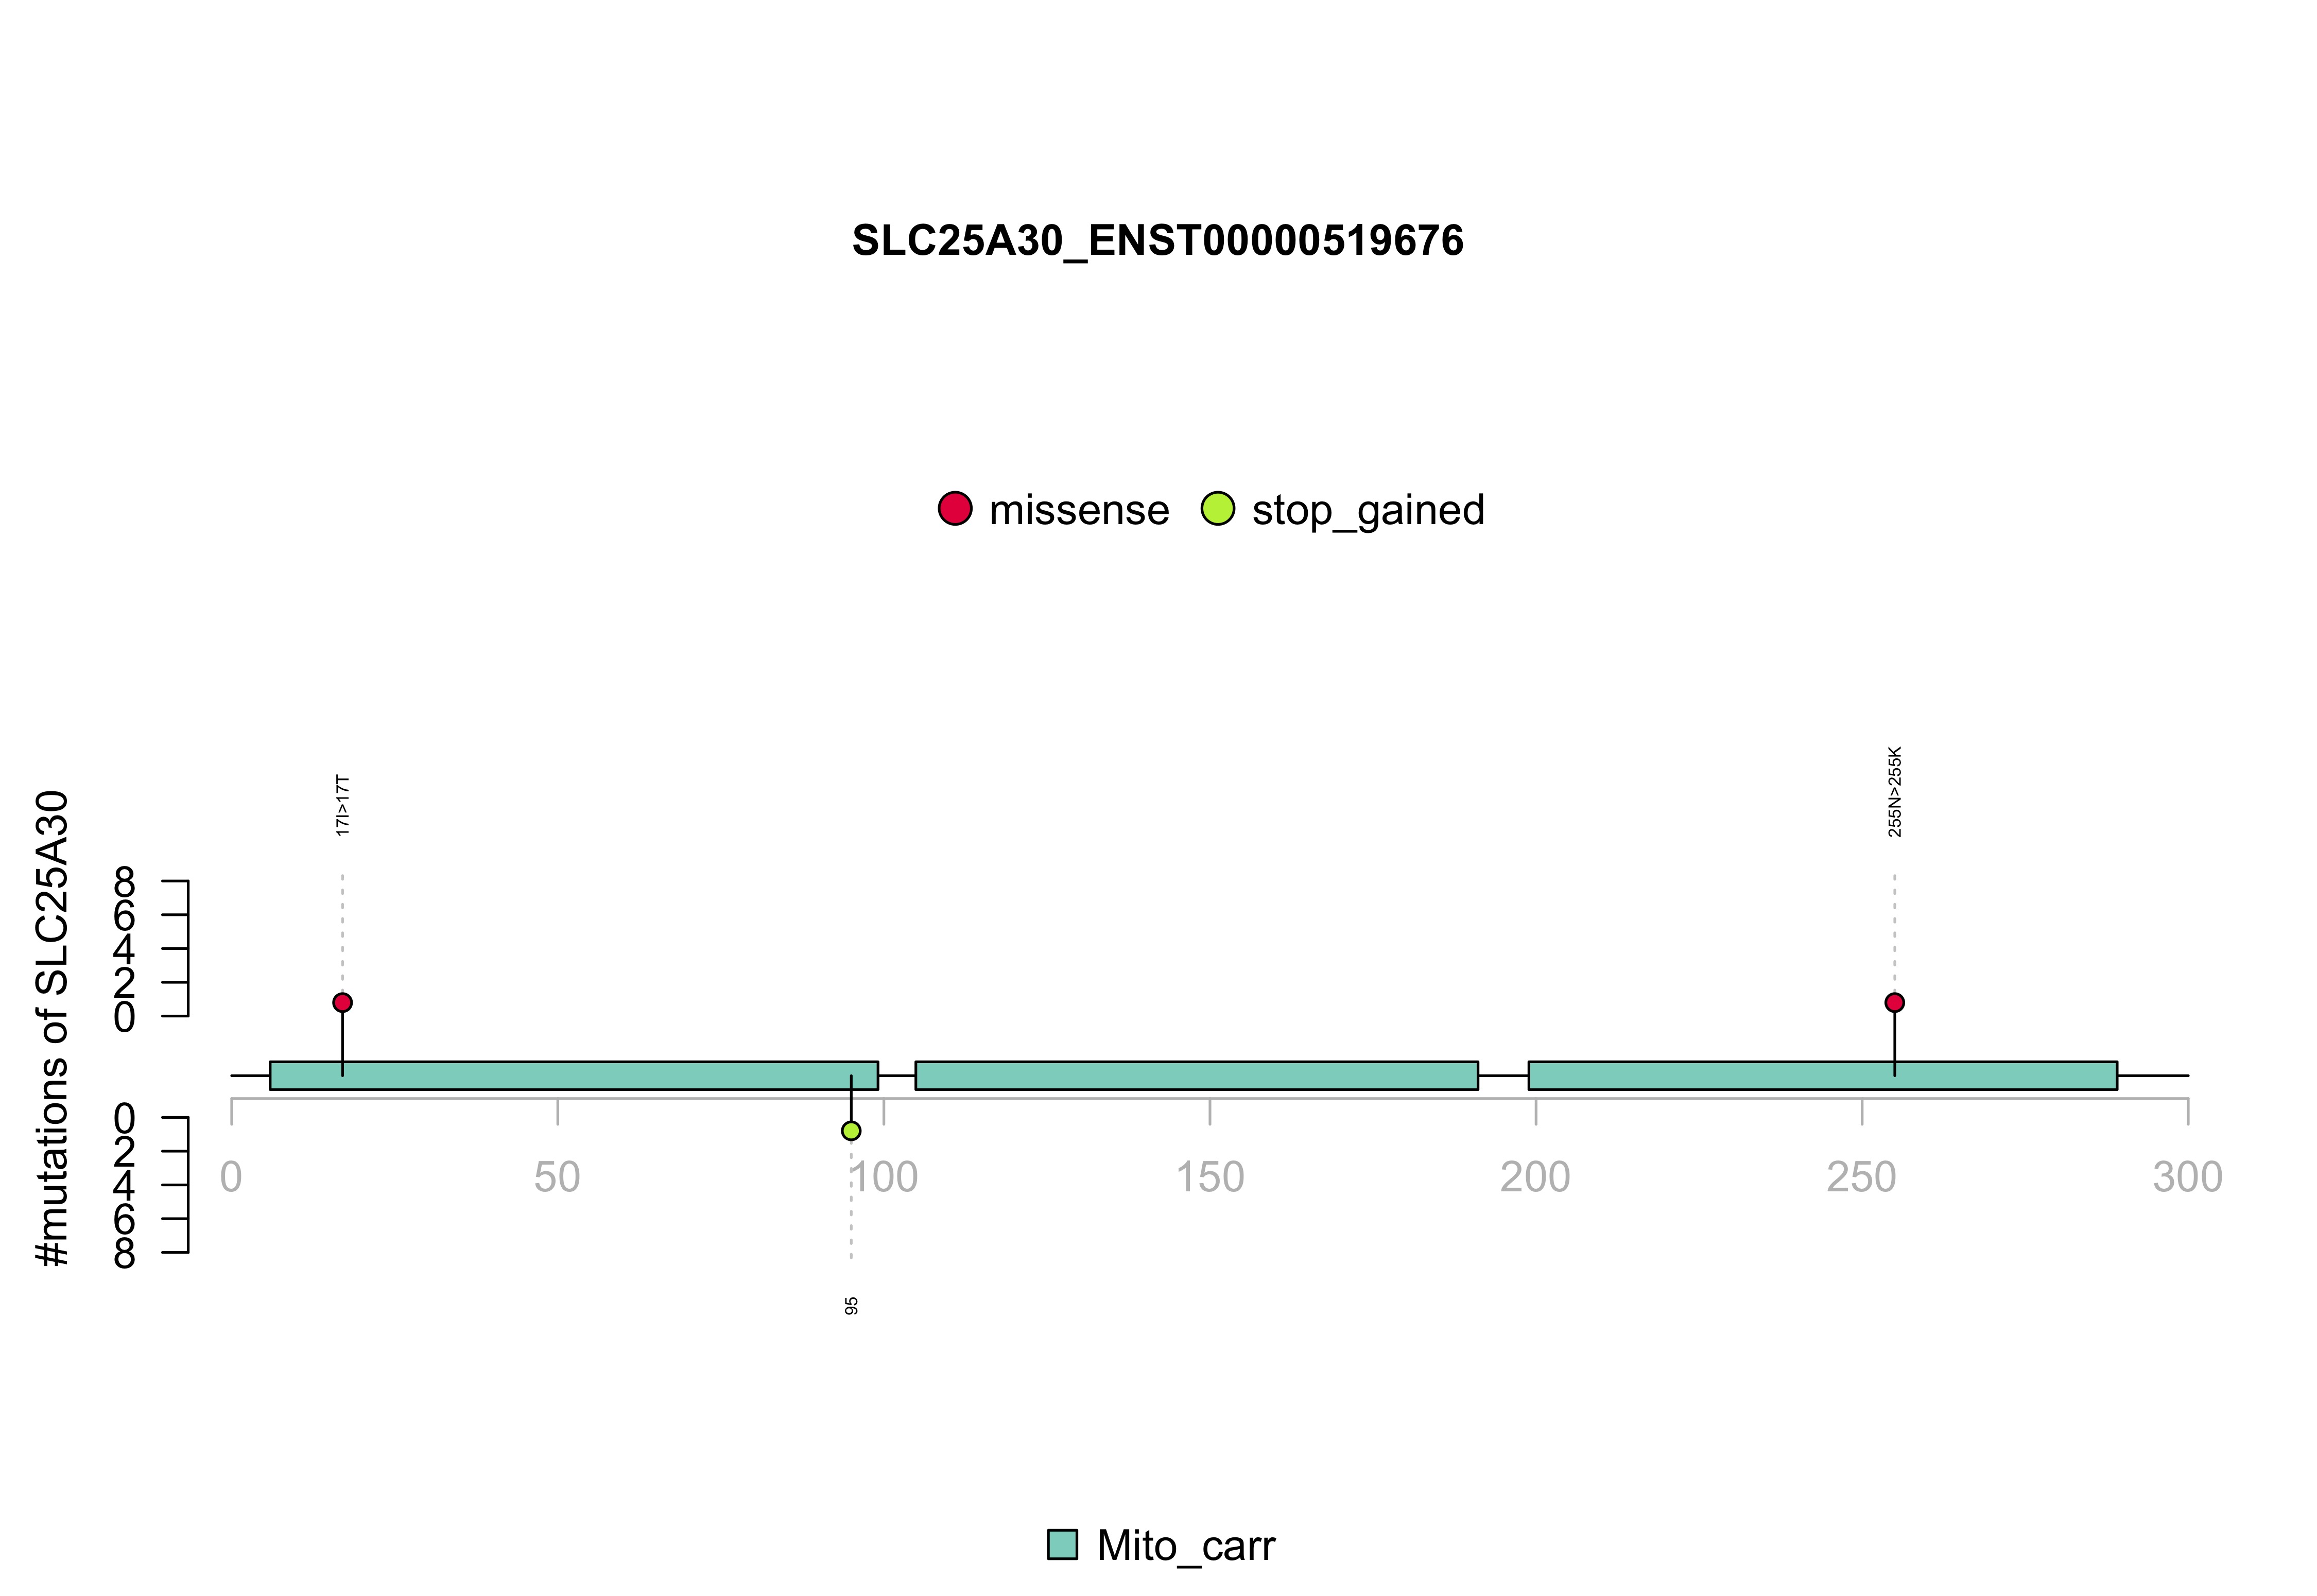 SLC25A30_ENST00000519676
missense stop_gained
17I>17T 255N>255K
#mutations of SLC25A30
8
6
4
2
0
0
2
4
6
8
0 50 100 150 200 250 300
95
Mito_carr